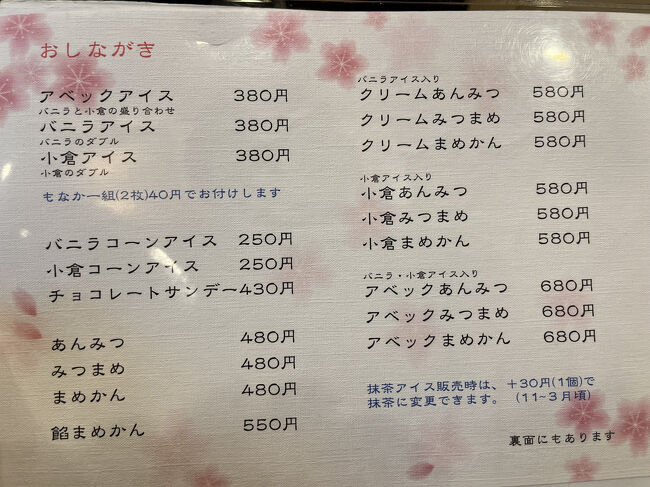 おしながき
アベックアイス 380円
バニラと小倉の盛り合わせ
バニラアイス 380円
バニラのダブル
小倉アイス 380円
小倉のダブル
もなか一組(2枚)40円でお付けします
バニラコーンアイス 250円
小倉コーンアイス 250円
チョコレートサンデー 430円
あんみつ 480円
みつまめ 480円
まめかん 480円
餡まめかん 550円
バニラアイス入り
クリームあんみつ 580円
クリームみつまめ 580円
クリームまめかん 580円
小倉アイス入り
小倉あんみつ 580円
小倉みつまめ 580円
小倉まめかん 580円
バニラ・小倉アイス入り
アベックあんみつ 680円
アベックみつまめ 680円
アベックまめかん 680円
抹茶アイス販売時は、+30円(1個)で
抹茶に変更できます。 (11~3月頃)
裏面にもあります